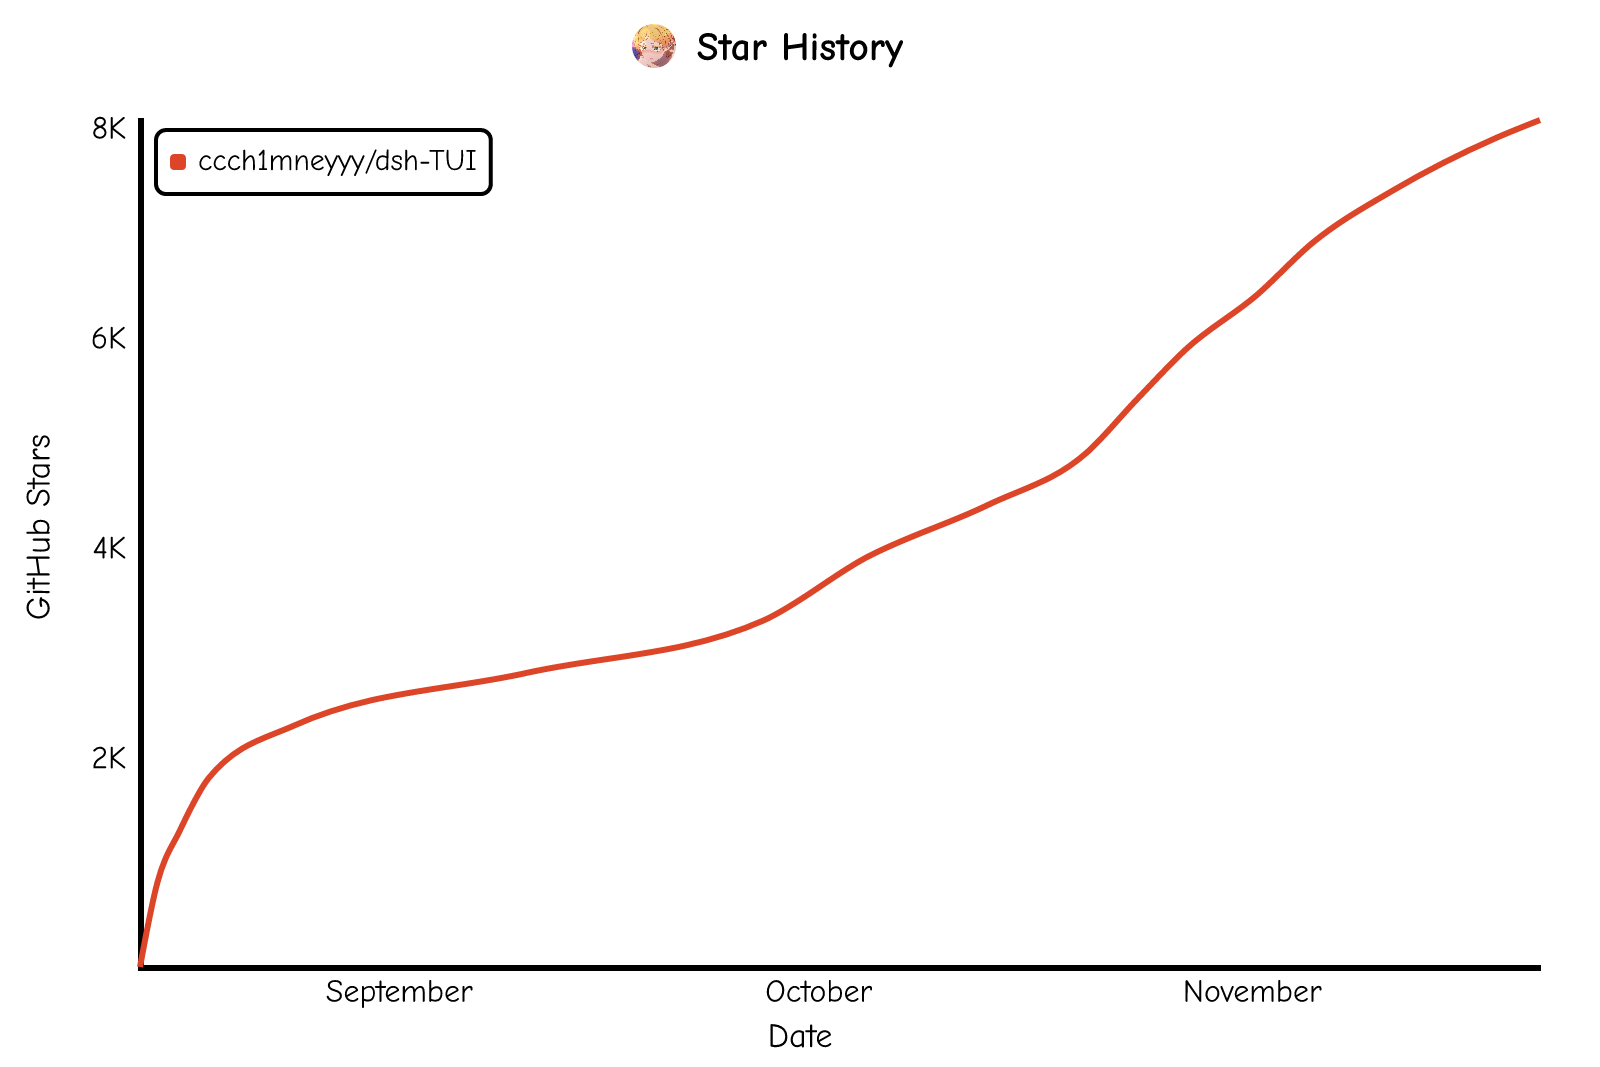 Star History
ccch1mneyyy/dsh-TUI
8K
6K
4K
2K
GitHub Stars
September
October
November
Date